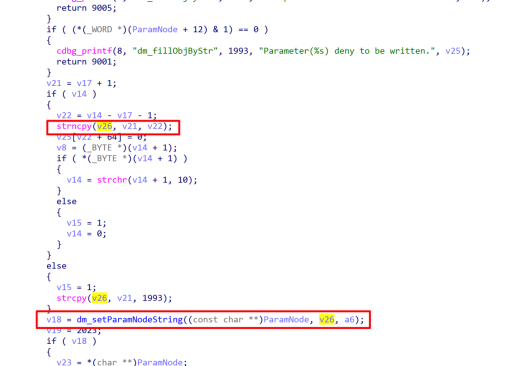 return 9005;
}
if ( (*(_WORD *)(ParamNode + 12) & 1) == 0 )
{
cdbg_printf(8, "dm_fillObjByStr", 1993, "Parameter(%s) deny to be written.", v25);
return 9001;
}
v21 = v17 + 1;
if ( v14 )
{
v22 = v14 - v17 - 1;
strncpy(v26, v21, v22);
v25[v22 + 64] = 0;
v8 = (_BYTE *)(v14 + 1);
if ( *(_BYTE *)(v14 + 1) )
{
v14 = strchr(v14 + 1, 10);
}
else
{
v15 = 1;
v14 = 0;
}
}
else
{
v15 = 1;
strcpy(v26, v21, 1993);
}
v18 = dm_setParamNodeString((const char **)ParamNode, v26, a6);
v19 = 2023;
if ( v18 )
{
v23 = *(char **)ParamNode;